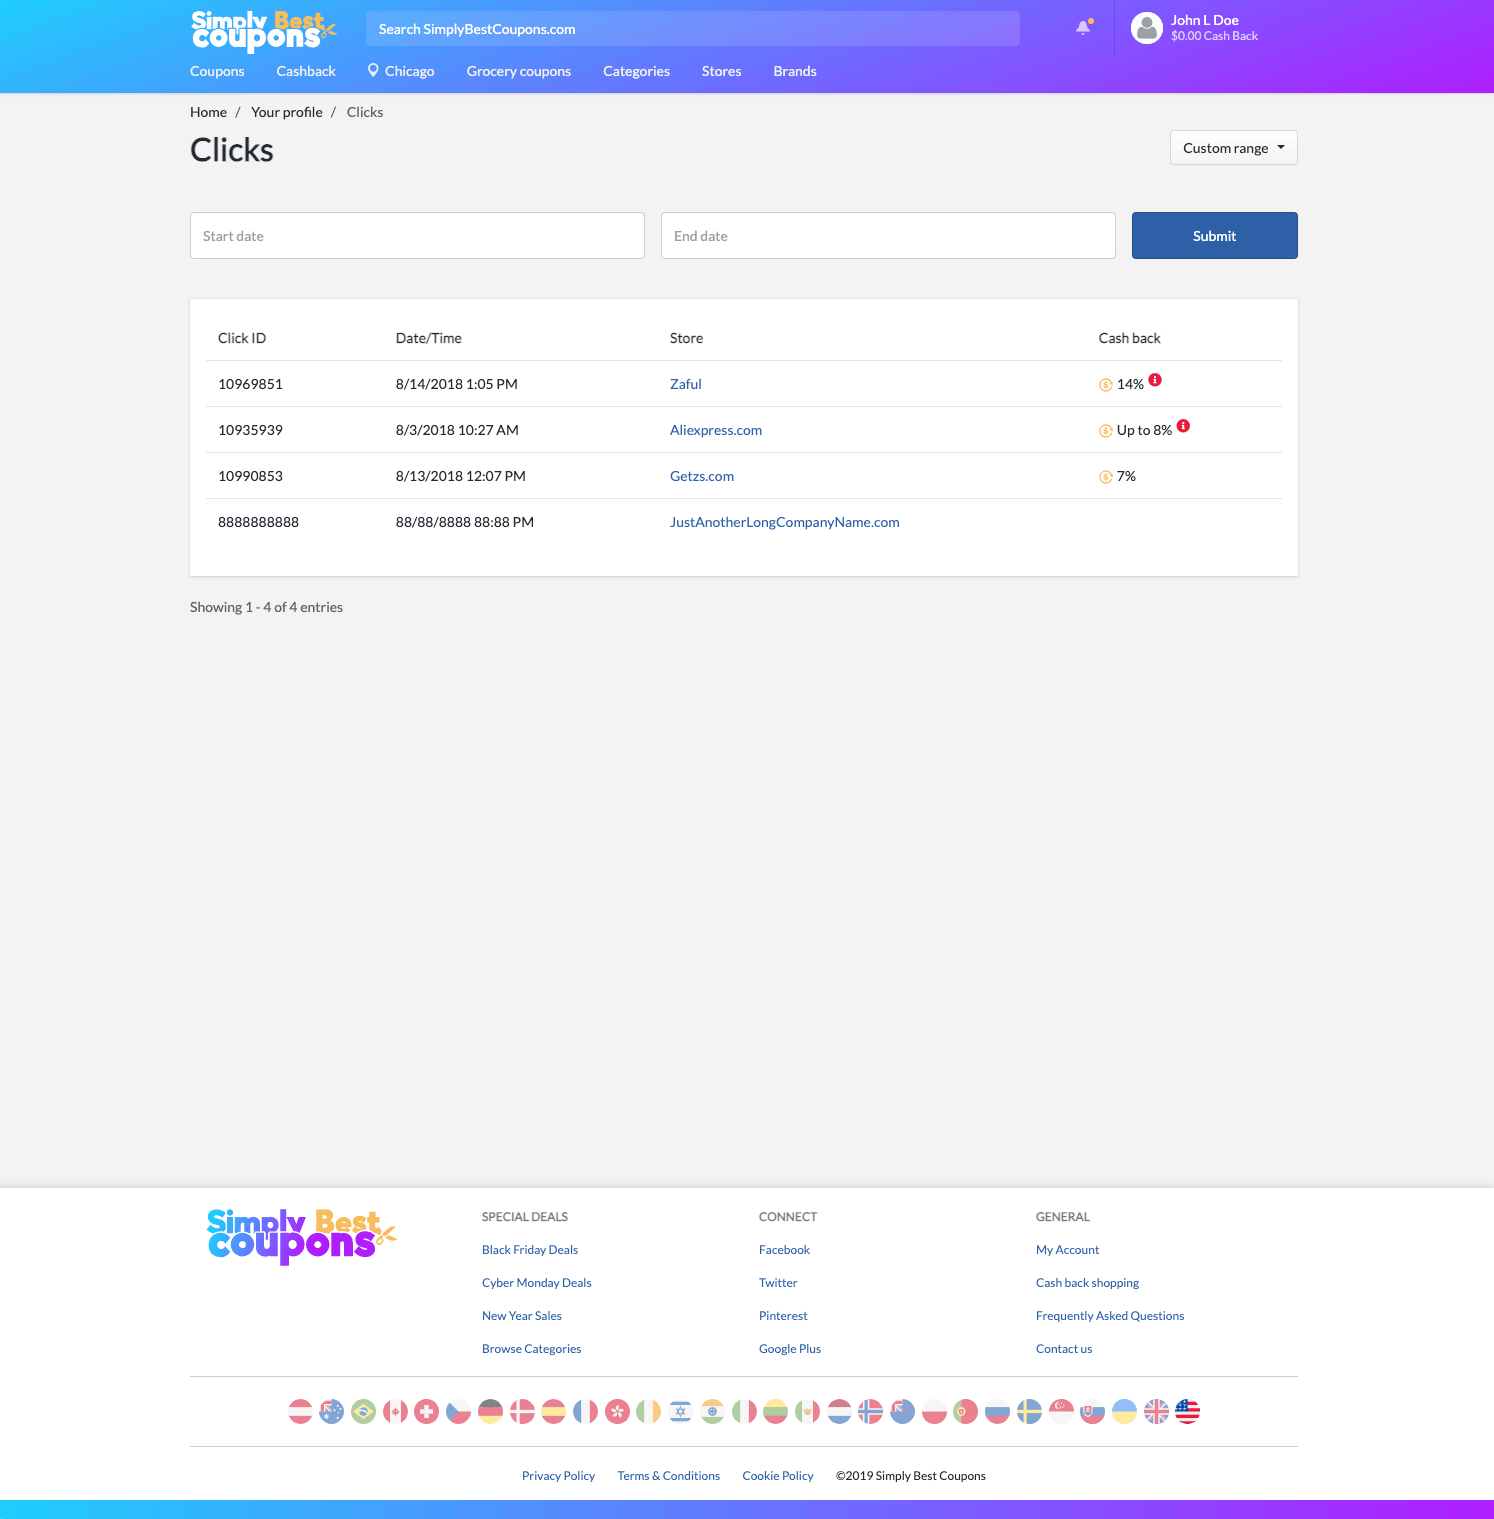 Simply Best coupons
Search SimplyBestCoupons.com
John L Doe
$0.00 Cash Back
Coupons Cashback Chicago Grocery coupons Categories Stores Brands
Home / Your profile / Clicks
Clicks
Custom range
Start date End date Submit
Click ID Date/Time Store Cash back
10969851 8/14/2018 1:05 PM Zaful 14%
10935939 8/3/2018 10:27 AM Aliexpress.com Up to 8%
10990853 8/13/2018 12:07 PM Getzs.com 7%
8888888888 88/88/8888 88:88 PM JustAnotherLongCompanyName.com
Showing 1 - 4 of 4 entries
Simply Best coupons
SPECIAL DEALS
Black Friday Deals
Cyber Monday Deals
New Year Sales
Browse Categories
CONNECT
Facebook
Twitter
Pinterest
Google Plus
GENERAL
My Account
Cash back shopping
Frequently Asked Questions
Contact us
Privacy Policy Terms & Conditions Cookie Policy ©2019 Simply Best Coupons